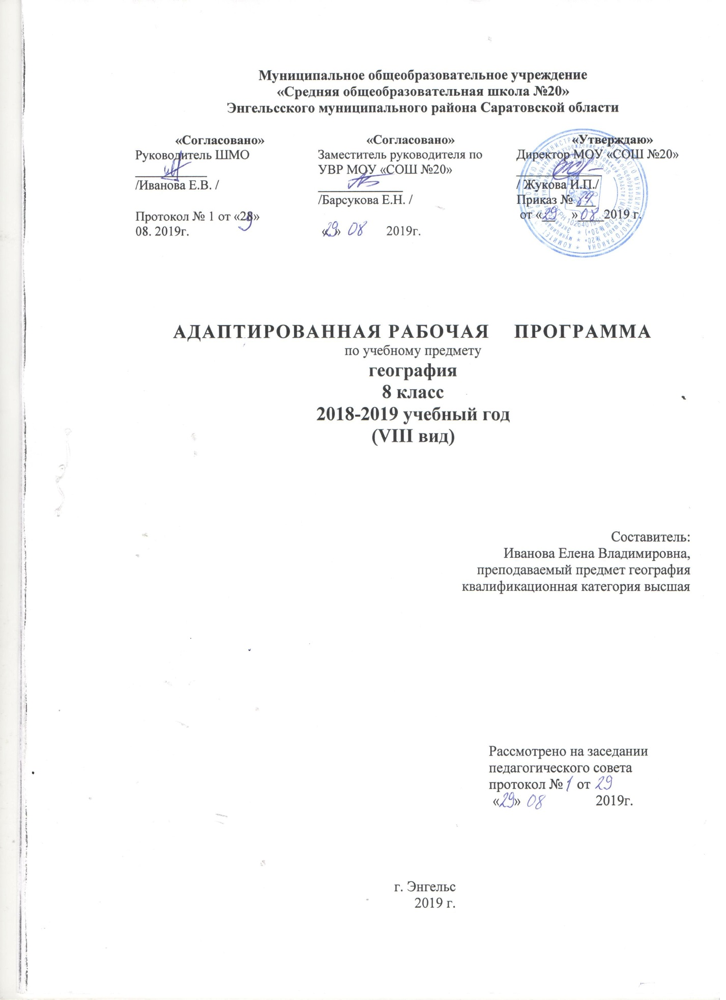 Муниципальное общеобразовательное учреждение
«Средняя общеобразовательная школа №20»
Энгельсского муниципального района Саратовской области
«Согласовано»
Руководитель ШМО
/Иванова Е.В. /
Протокол № 1 от «28»
9
08. 2019г.
«Согласовано»
Заместитель руководителя по
УВР МОУ «СОШ №20»
/Барсукова Е.Н. /
«29» 08 2019г.
«Утверждаю»
Директор МОУ «СОШ №20»
/ Жукова И.П./
Приказ №
от «29» 08 2019 г.
АДАПТИРОВАННАЯ РАБОЧАЯ ПРОГРАММА
по учебному предмету
география
8 класс
2018-2019 учебный год
(VIII вид)
Составитель:
Иванова Елена Владимировна,
преподаваемый предмет география
квалификационная категория высшая
Рассмотрено на заседании
педагогического совета
протокол № 1 от 29
«29» 08 2019г.
г. Энгельс
2019 г.